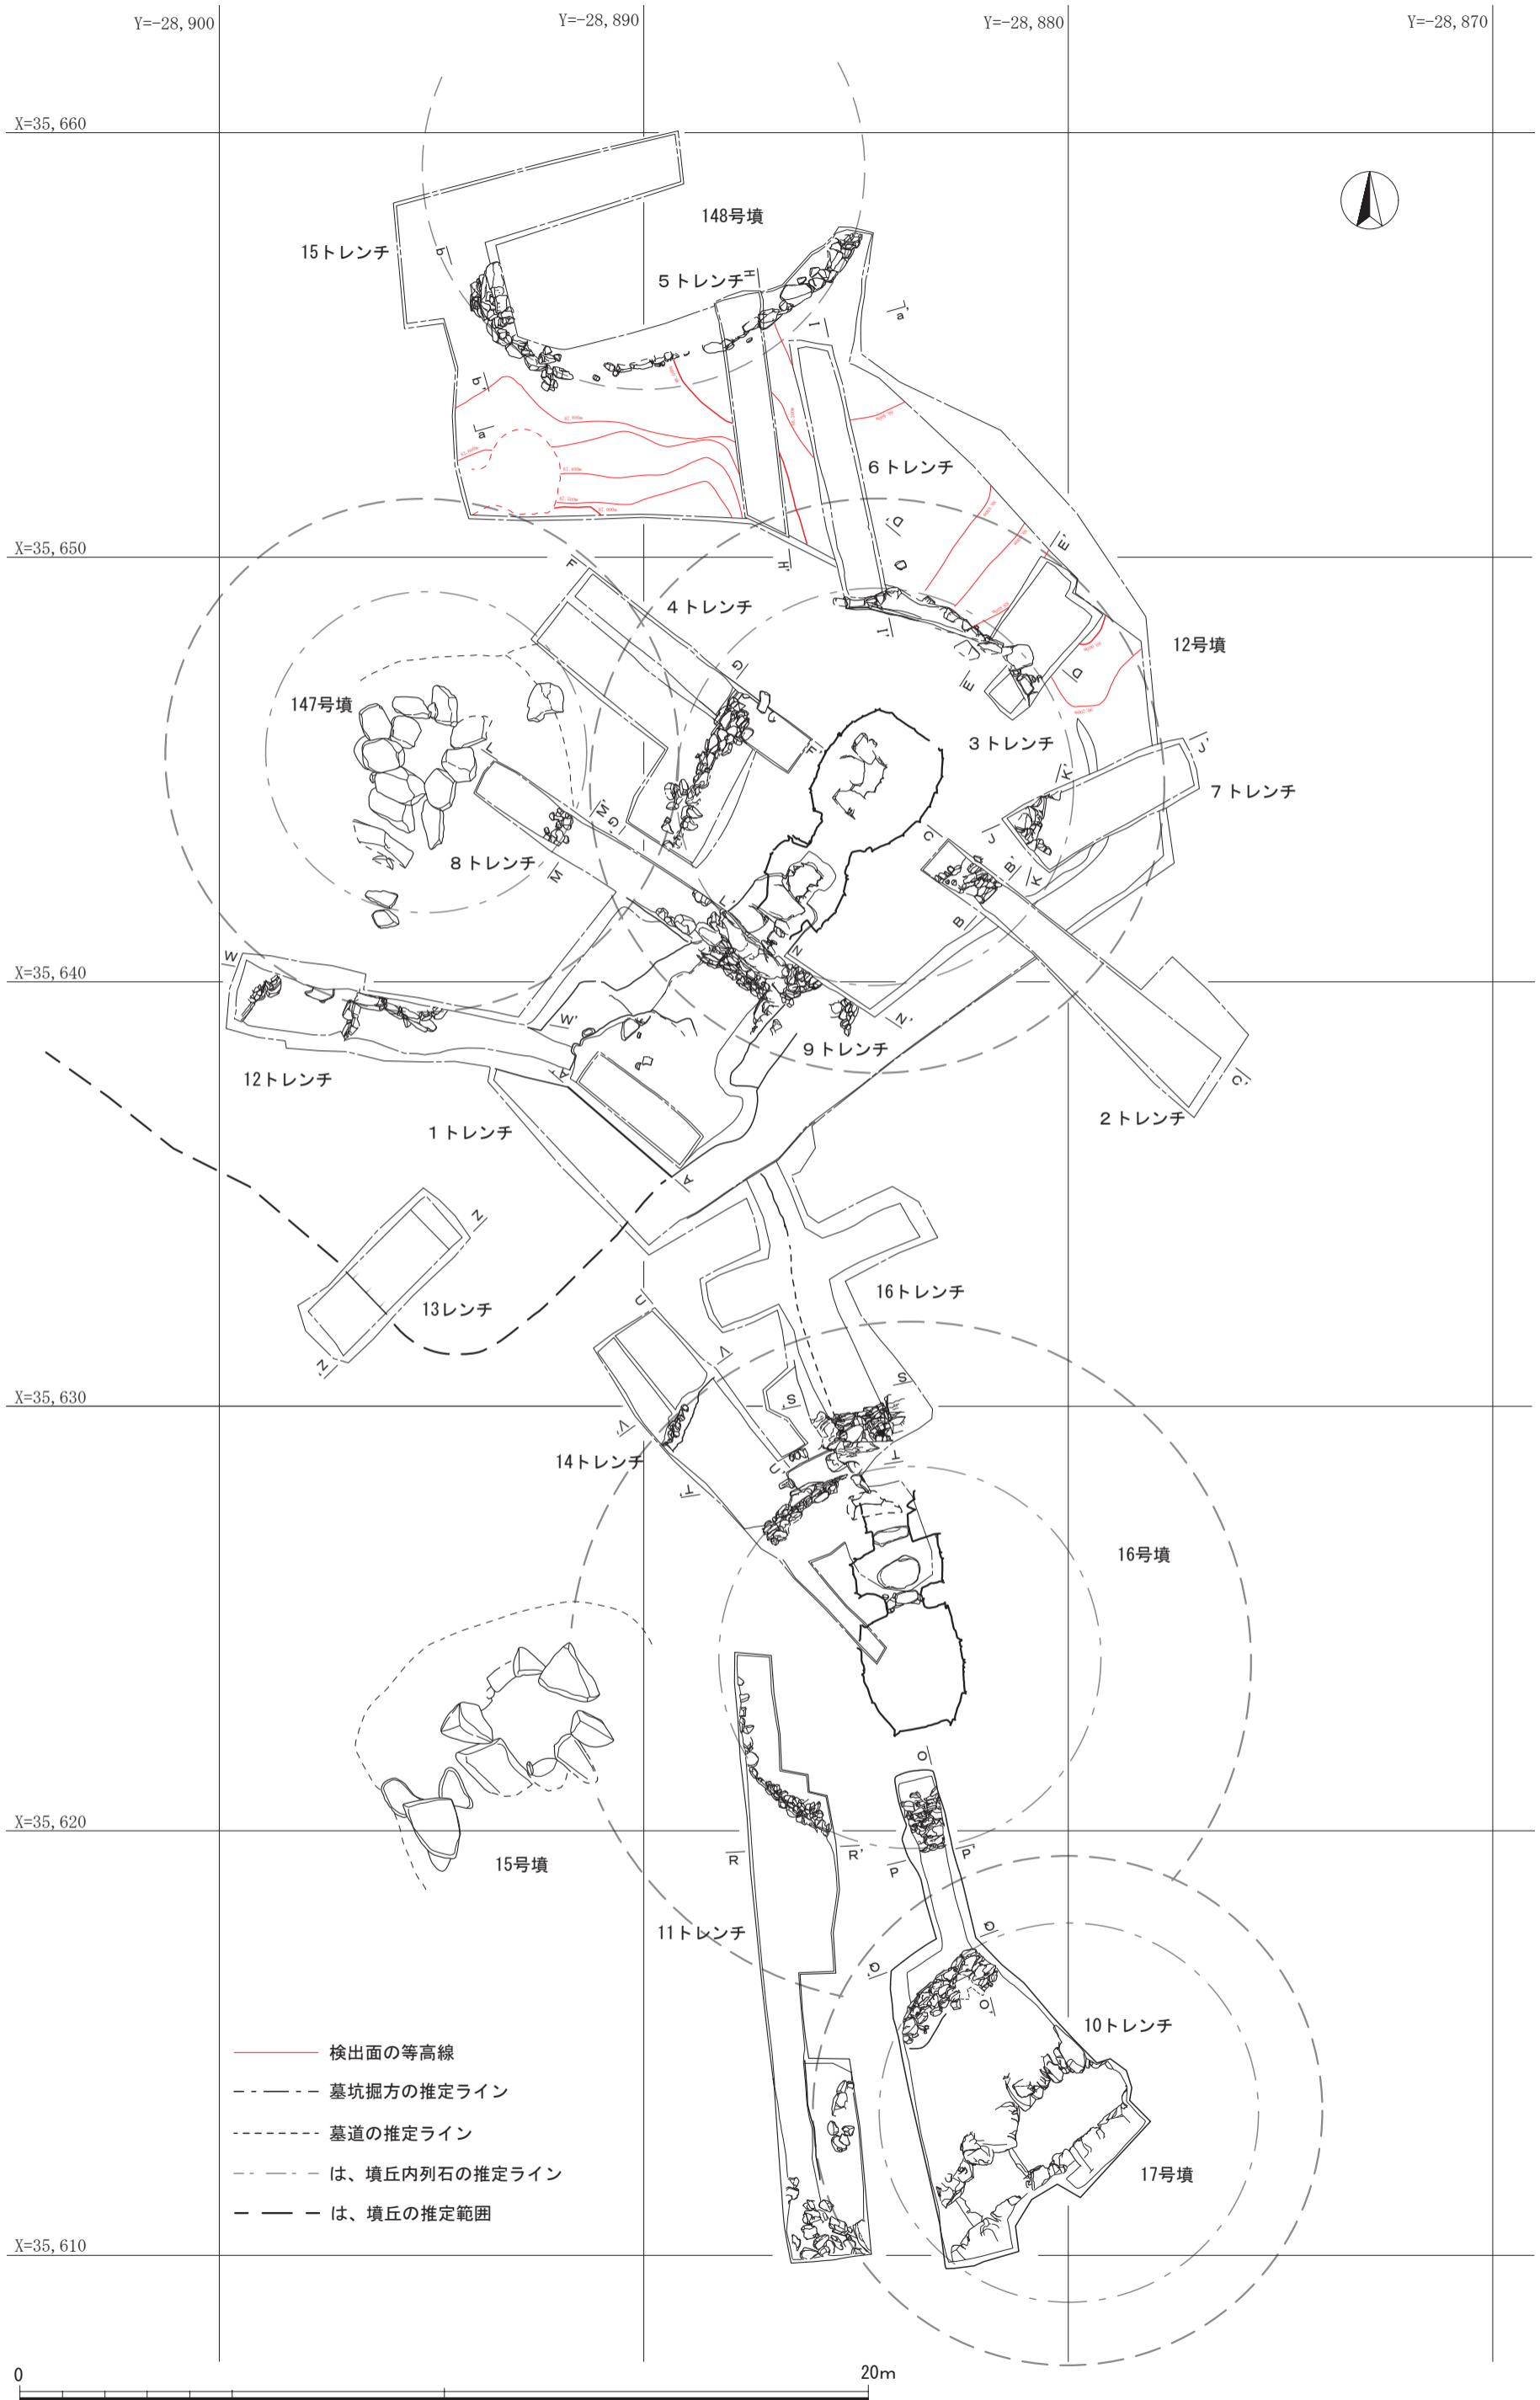 Y=-28,900
Y=-28,890
Y=-28,880
Y=-28,870
X=35,660
148号墳
15トレンチ
b
5トレンチ
H
I
a'
b'
a
6トレンチ
D'
X=35,650
E'
H'
F
4トレンチ
I'
12号墳
G
D
E
147号墳
3トレンチ
F'
J'
L
K'
7トレンチ
M'
G'
C
J
8トレンチ
B'
M
K
L'
B
W
N
X=35,640
W'
N'
9トレンチ
12トレンチ
A'
C'
2トレンチ
1トレンチ
A
Z
16トレンチ
U
13レンチ
V
Z'
S
X=35,630
S'
V'
14トレンチ
T
U'
T'
16号墳
O
X=35,620
R
R'
P
P'
15号墳
11トレンチ
Q
Q'
O'
10トレンチ
検出面の等高線
墓坑掘方の推定ライン
墓道の推定ライン
17号墳
は、墳丘内列石の推定ライン
は、墳丘の推定範囲
X=35,610
0
20m